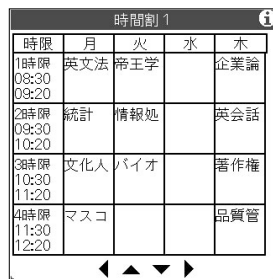 時間割1
時限 月 火 水 木
1時限 英文法 帝王学 企業論
08:30
09:20
2時限 統計 情報処 英会話
09:30
10:20
3時限 文化人 バイオ 著作権
10:30
11:20
4時限 マスコ 品質管
11:30
12:20